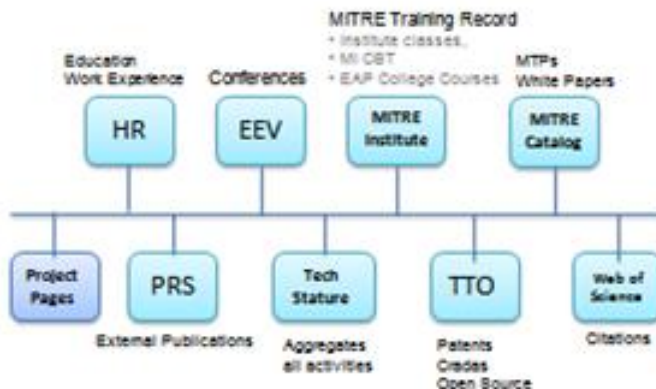 MITRE Training Record
• Institute classes,
• MI CBT
• EAP College Courses
Education
Work Experience
Conferences
MTPs
White Papers
HR
EEV
MITRE
Institute
MITRE
Catalog
Project
Pages
PRS
Tech
Stature
TTO
Web of
Science
External Publications
Aggregates
all activities
Patents
Cradas
Open Source
Citations